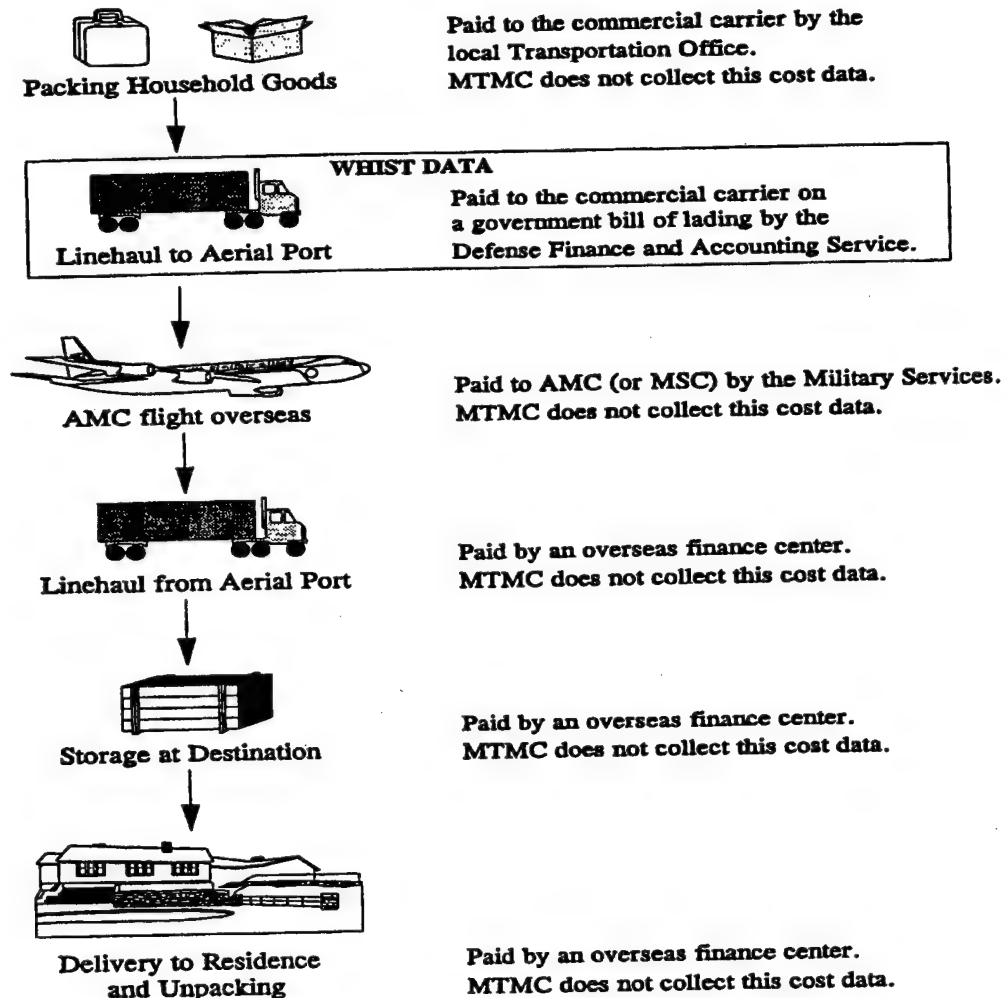 Paid to the commercial carrier by the
local Transportation Office.
MTMC does not collect this cost data.
Packing Household Goods
WHIST DATA
Paid to the commercial carrier on
a government bill of lading by the
Defense Finance and Accounting Service.
Linehaul to Aerial Port
Paid to AMC (or MSC) by the Military Services.
MTMC does not collect this cost data.
AMC flight overseas
Paid by an overseas finance center.
MTMC does not collect this cost data.
Linehaul from Aerial Port
Paid by an overseas finance center.
MTMC does not collect this cost data.
Storage at Destination
Paid by an overseas finance center.
MTMC does not collect this cost data.
Delivery to Residence
and Unpacking